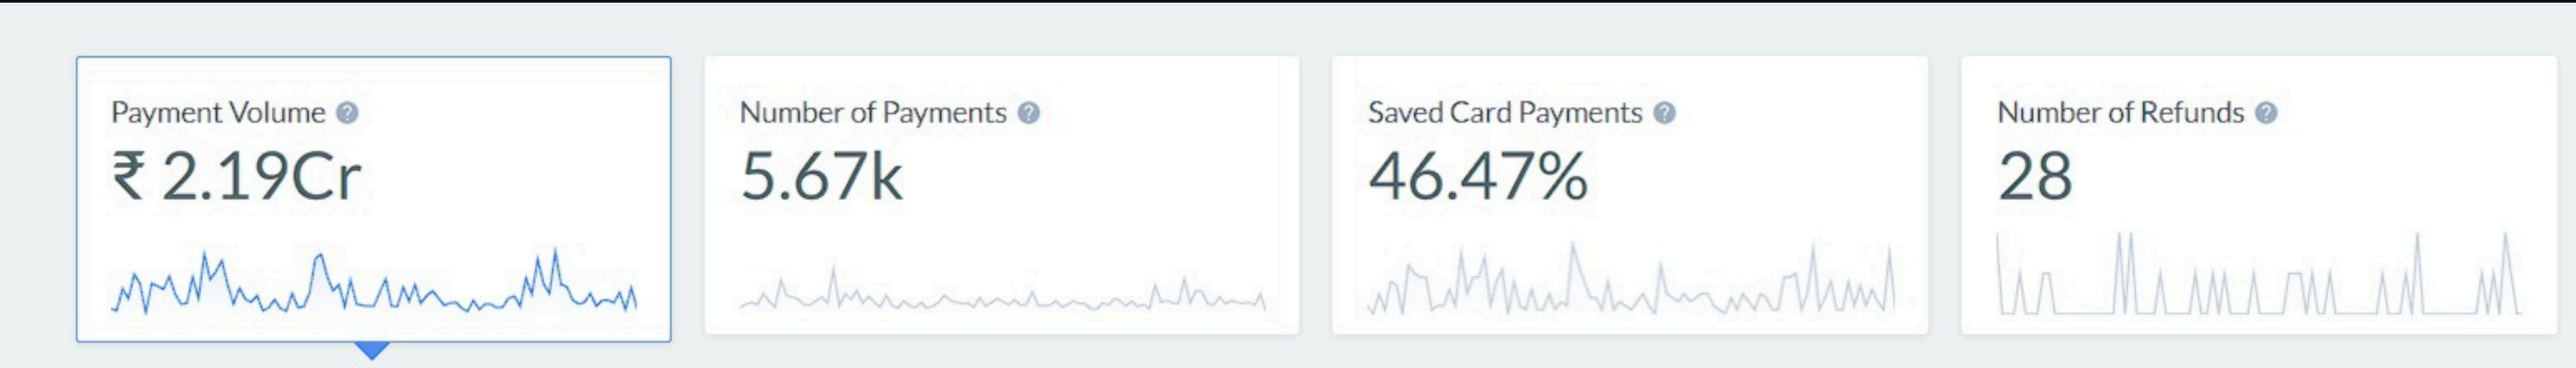 Payment Volume ?
₹ 2.19Cr
Number of Payments ?
5.67k
Saved Card Payments ?
46.47%
Number of Refunds ?
28